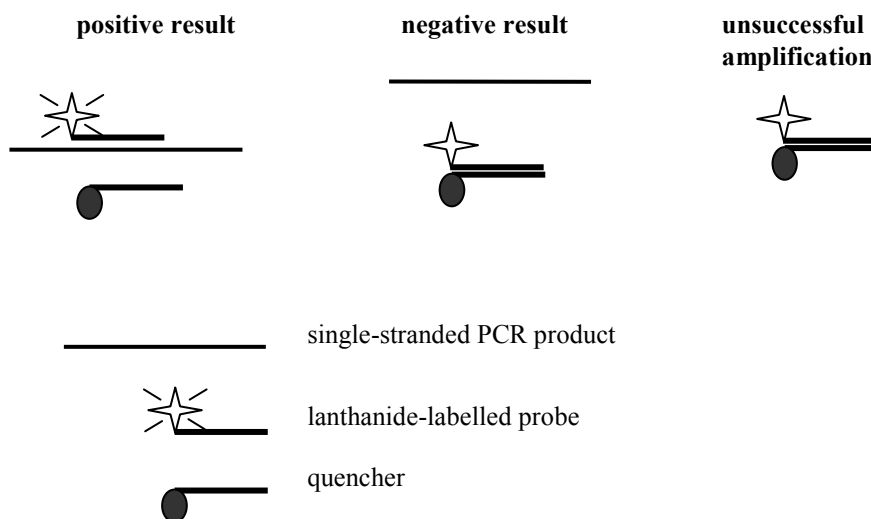 positive result
negative result
unsuccessful
amplification
single-stranded PCR product
lanthanide-labelled probe
quencher